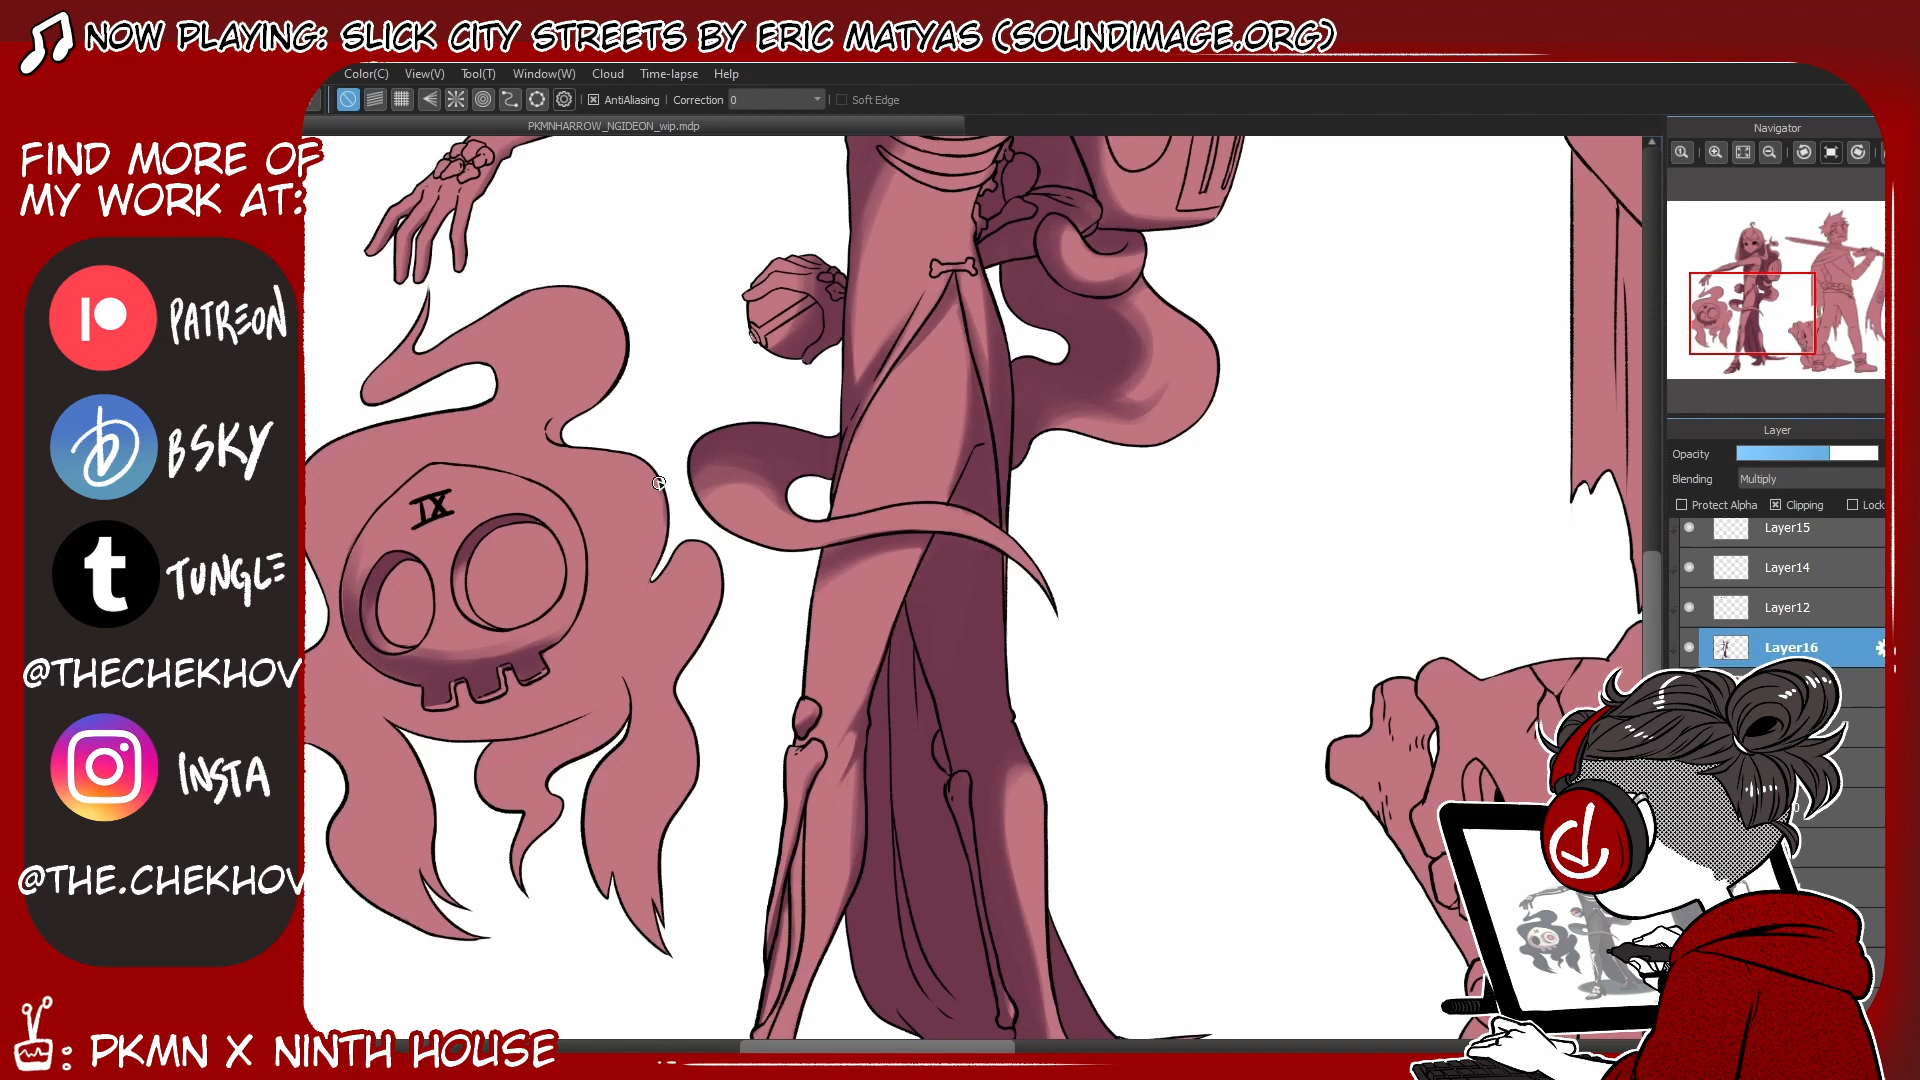 NOW PLAYING: SLICK CITY STREETS BY ERIC MATYAS (SOUNDIMAGE.ORG)
Color(C) View(V) Tool(T) Window(W) Cloud Time-lapse Help
AntiAliasing Correction 0 Soft Edge
PKMNHARROW_NGIDEON_wip.mdp
Navigator
FIND MORE OF
MY WORK AT:
PATREON
BSKY
TUNGLE
@THECHEKHOV
INSTA
@THE.CHEKHOV
IX
Layer
Opacity
Blending Multiply
Protect Alpha Clipping Lock
Layer15
Layer14
Layer12
Layer16
: PKMN X NINTH HOUSE